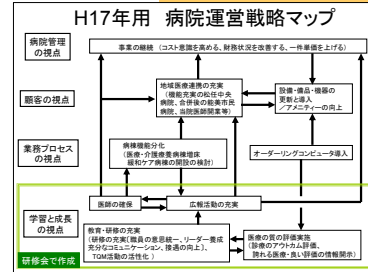 H17年用 病院運営戦略マップ
病院管理
の視点
事業の継続（コスト意識を高める、財務状況を改善する、一件単価を上げる）
顧客の視点
地域医療連携の充実
（機能充実の松任中央
病院、合併後の能美市民
病院、当院医師開業等）
設備・備品・機器の
更新と導入
／アメニティーの向上
業務プロセス
の視点
病棟機能分化
（医療・介護療養病棟増床
緩和ケア病棟の開設の検討）
オーダーリングコンピュータ導入
学習と成長
の視点
医師の確保
広報活動の充実
教育・研修の充実
（研修の充実（職員の意思統一、リーダー養成
充分なコミュニケーション、接遇の向上）、
TQM活動の活性化）
医療の質の評価実施
（診療のアウトカム評価、
誇れる医療・良い評価の情報開示）
研修会で作成